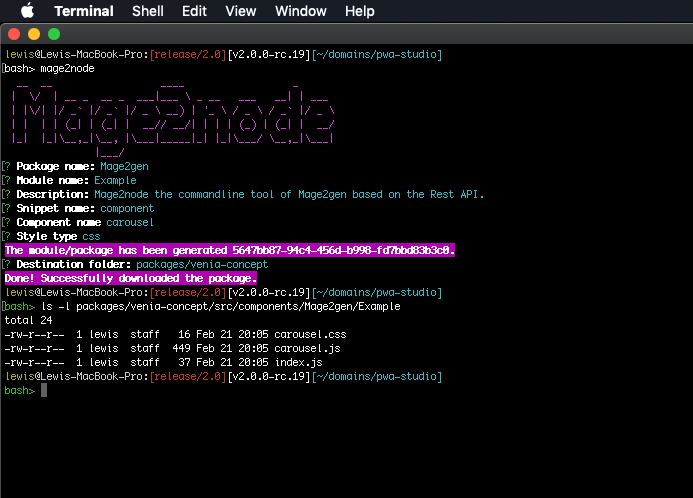 Terminal Shell Edit View Window Help
lewis@Lewis-MacBook-Pro:[release/2.0][v2.0.0-rc.19][~/domains/pwa-studio]
[bash> mage2node
Mage2node
[? Package name: Mage2gen
[? Module name: Example
[? Description: Mage2node the commandline tool of Mage2gen based on the Rest API.
[? Snippet name: component
[? Component name carousel
[? Style type css
The module/package has been generated 5647bb87-94c4-456d-b998-fd7bbd83b3c0.
[? Destination folder: packages/venia-concept
Done! Successfully downloaded the package.
lewis@Lewis-MacBook-Pro:[release/2.0][v2.0.0-rc.19][~/domains/pwa-studio]
[bash> ls -l packages/venia-concept/src/components/Mage2gen/Example
total 24
-rw-r--r-- 1 lewis staff 16 Feb 21 20:05 carousel.css
-rw-r--r-- 1 lewis staff 449 Feb 21 20:05 carousel.js
-rw-r--r-- 1 lewis staff 37 Feb 21 20:05 index.js
lewis@Lewis-MacBook-Pro:[release/2.0][v2.0.0-rc.19][~/domains/pwa-studio]
bash>